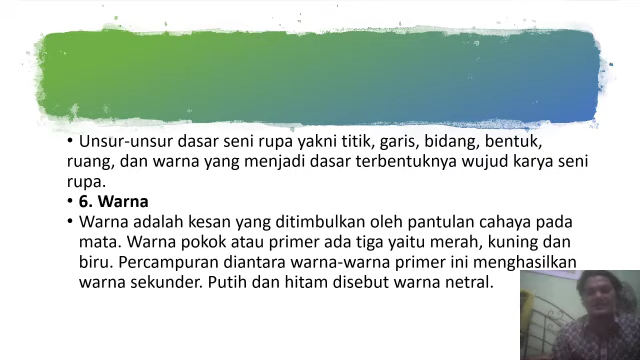 • Unsur-unsur dasar seni rupa yakni titik, garis, bidang, bentuk,
ruang, dan warna yang menjadi dasar terbentuknya wujud karya seni
rupa.
• 6. Warna
• Warna adalah kesan yang ditimbulkan oleh pantulan cahaya pada
mata. Warna pokok atau primer ada tiga yaitu merah, kuning dan
biru. Percampuran diantara warna-warna primer ini menghasilkan
warna sekunder. Putih dan hitam disebut warna netral.